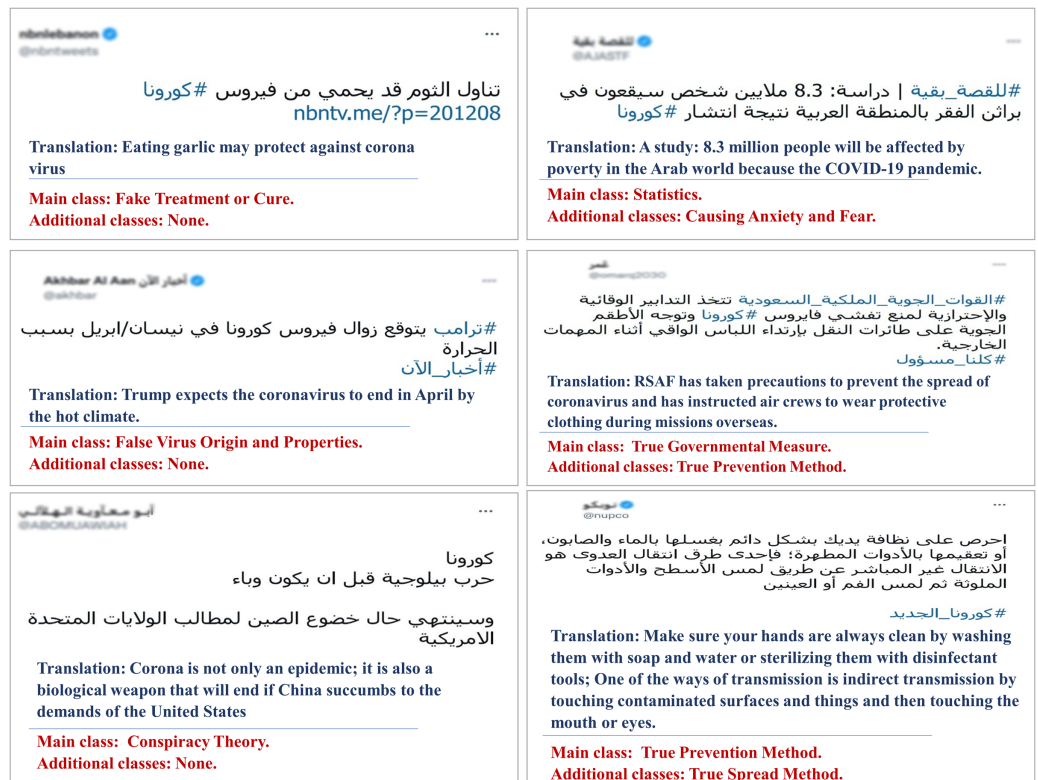 nbnlebanon
@nbntweets
تناول الثوم قد يحمي من فيروس #كورونا
nbntv.me/?p=201208
Translation: Eating garlic may protect against corona
virus
Main class: Fake Treatment or Cure.
Additional classes: None.
للقصة بقية
@AJASTF
#للقصة_بقية | دراسة: 8.3 ملايين شخص سيقعون في
براثن الفقر بالمنطقة العربية نتيجة انتشار #كورونا
Translation: A study: 8.3 million people will be affected by
poverty in the Arab world because the COVID-19 pandemic.
Main class: Statistics.
Additional classes: Causing Anxiety and Fear.
Akhbar Al Aan أخبار الآن
@akhbar
#ترامب يتوقع زوال فيروس كورونا في نيسان/ابريل بسبب
الحرارة
#أخبار_الآن
Translation: Trump expects the coronavirus to end in April by
the hot climate.
Main class: False Virus Origin and Properties.
Additional classes: None.
عمر
@omarq2030
#القوات_الجوية_الملكية_السعودية تتخذ التدابير الوقائية
والإحترازية لمنع تفشي فايروس #كورونا وتوجه الأطقم
الجوية على طائرات النقل بإرتداء اللباس الواقي أثناء المهمات
الخارجية.
#كلنا_مسؤول
Translation: RSAF has taken precautions to prevent the spread of
coronavirus and has instructed air crews to wear protective
clothing during missions overseas.
Main class: True Governmental Measure.
Additional classes: True Prevention Method.
أبو معآوية الهلآلي
@ABOMUAWIAH
كورونا
حرب بيلوجية قبل ان يكون وباء
وسينتهي حال خضوع الصين لمطالب الولايات المتحدة
الامريكية
Translation: Corona is not only an epidemic; it is also a
biological weapon that will end if China succumbs to the
demands of the United States
Main class: Conspiracy Theory.
Additional classes: None.
نوبكو
@nupco
احرص على نظافة يديك بشكل دائم بغسلها بالماء والصابون،
أو تعقيمها بالأدوات المطهرة؛ فإحدى طرق انتقال العدوى هو
الانتقال غير المباشر عن طريق لمس الأسطح والأدوات
الملوثة ثم لمس الفم أو العينين
#كورونا_الجديد
Translation: Make sure your hands are always clean by washing
them with soap and water or sterilizing them with disinfectant
tools; One of the ways of transmission is indirect transmission by
touching contaminated surfaces and things and then touching the
mouth or eyes.
Main class: True Prevention Method.
Additional classes: True Spread Method.